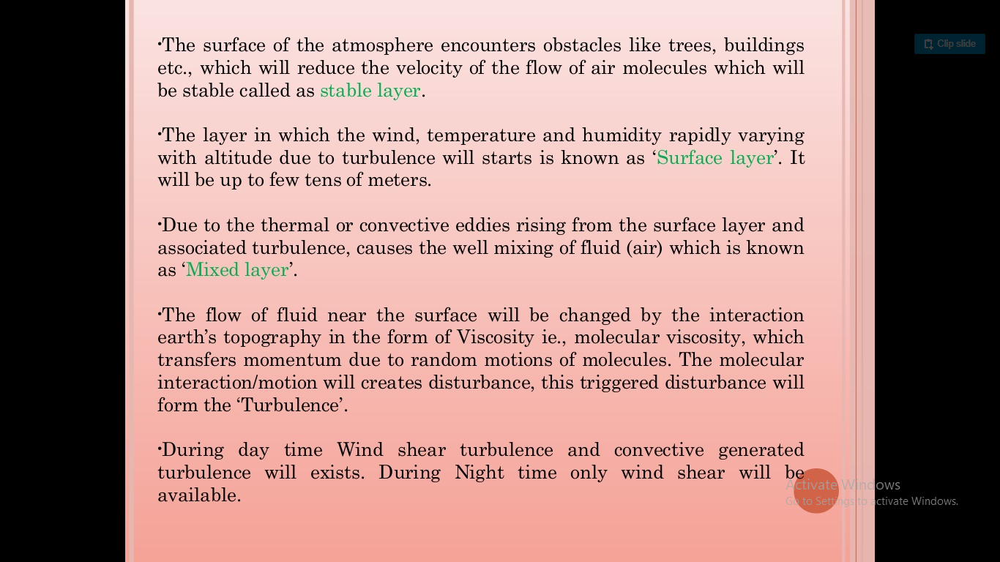 •The surface of the atmosphere encounters obstacles like trees, buildings
etc., which will reduce the velocity of the flow of air molecules which will
be stable called as stable layer.
•The layer in which the wind, temperature and humidity rapidly varying
with altitude due to turbulence will starts is known as ‘Surface layer’. It
will be up to few tens of meters.
•Due to the thermal or convective eddies rising from the surface layer and
associated turbulence, causes the well mixing of fluid (air) which is known
as ‘Mixed layer’.
•The flow of fluid near the surface will be changed by the interaction
earth’s topography in the form of Viscosity ie., molecular viscosity, which
transfers momentum due to random motions of molecules. The molecular
interaction/motion will creates disturbance, this triggered disturbance will
form the ‘Turbulence’.
•During day time Wind shear turbulence and convective generated
turbulence will exists. During Night time only wind shear will be
available.
Clip slide
Activate Windows
Go to Settings to activate Windows.